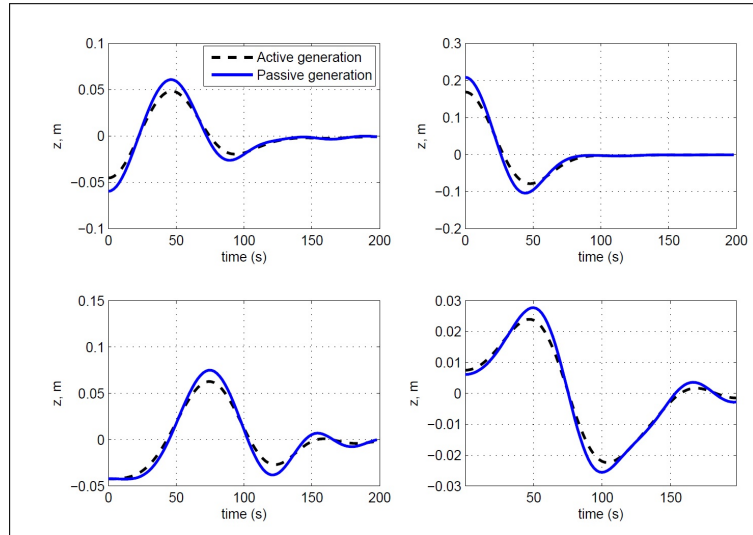 0.1
0.05
0
−0.05
−0.1
z, m
0 50 100 150 200
time (s)
Active generation
Passive generation
0.3
0.2
0.1
0
−0.1
−0.2
z, m
0 50 100 150 200
time (s)
0.15
0.1
0.05
0
−0.05
z, m
0 50 100 150 200
time (s)
0.03
0.02
0.01
0
−0.01
−0.02
−0.03
z, m
0 50 100 150
time (s)